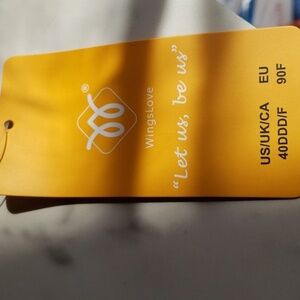 ®
WingsLove
"Let us, be us"
US/UK/CA EU
40DDD/F 90F